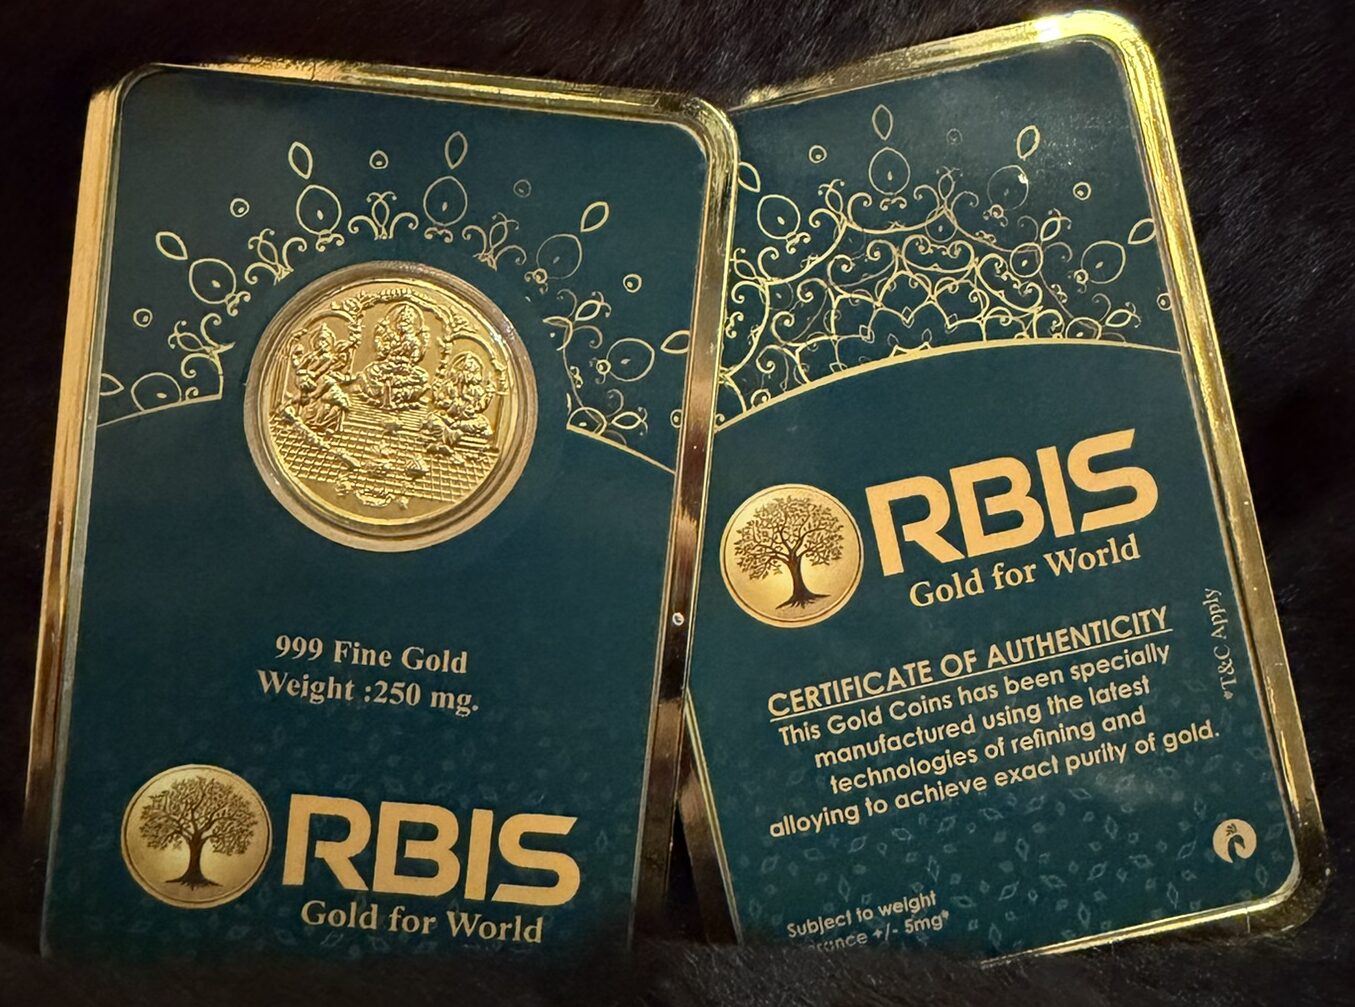 999 Fine Gold
Weight :250 mg.
RBIS
Gold for World
RBIS
Gold for World
CERTIFICATE OF AUTHENTICITY
This Gold Coins has been specially
manufactured using the latest
technologies of refining and
alloying to achieve exact purity of gold.
*T&C Apply
Subject to weight
+/- 5mg*